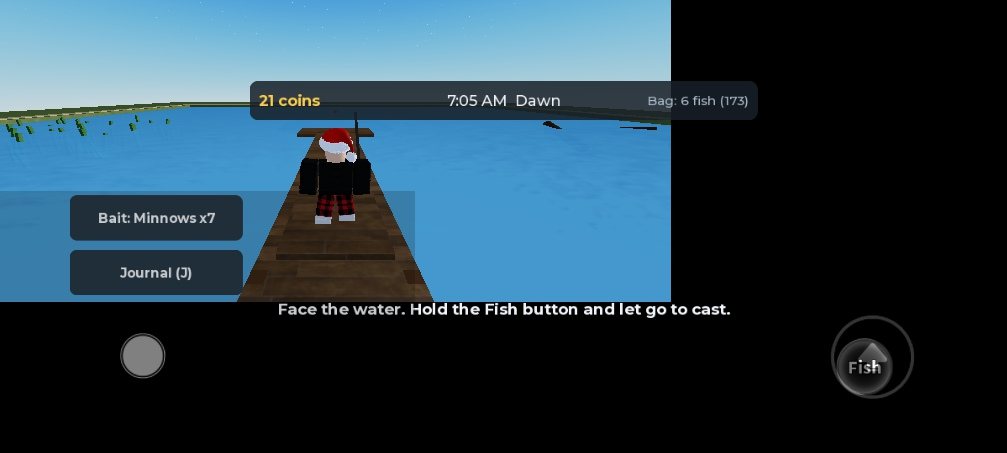 21 coins
7:05 AM Dawn
Bag: 6 fish (173)
Bait: Minnows x7
Journal (J)
Face the water. Hold the Fish button and let go to cast.
Fish